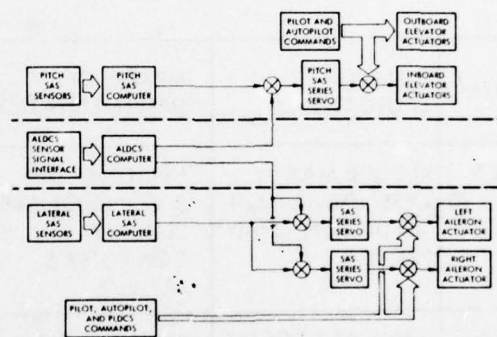 PILOT AND
AUTOPILOT
COMMANDS
OUTBOARD
ELEVATOR
ACTUATORS
PITCH
SAS
SENSORS
PITCH
SAS
COMPUTER
PITCH
SAS
SERIES
SERVO
INBOARD
ELEVATOR
ACTUATORS
ALDCS
SENSOR
SIGNAL
INTERFACE
ALDCS
COMPUTER
LATERAL
SAS
SENSORS
LATERAL
SAS
COMPUTER
SAS
SERIES
SERVO
LEFT
AILERON
ACTUATOR
SAS
SERIES
SERVO
RIGHT
AILERON
ACTUATOR
PILOT, AUTOPILOT,
AND PLDCS
COMMANDS